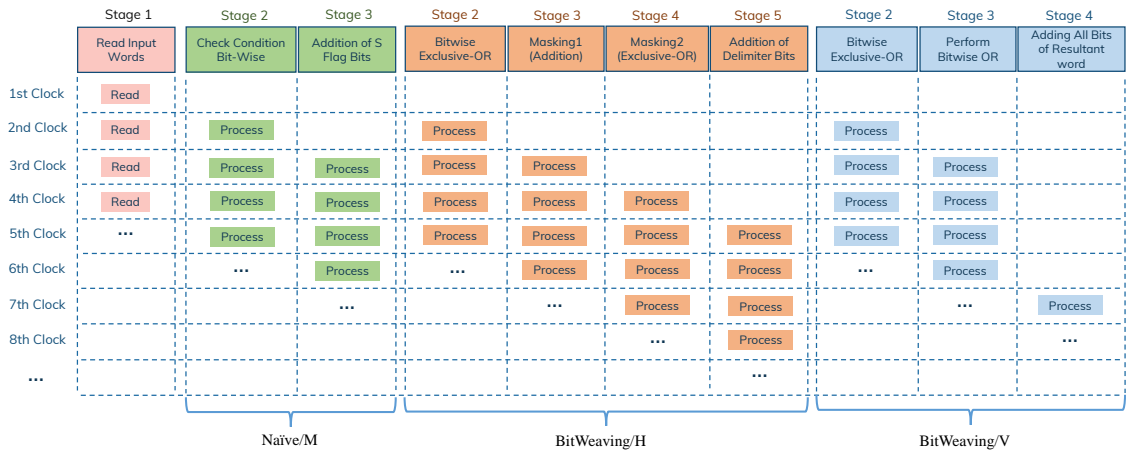 Stage 1 Stage 2 Stage 3 Stage 2 Stage 3 Stage 4 Stage 5 Stage 2 Stage 3 Stage 4
Read Input Words
Check Condition Bit-Wise
Addition of S Flag Bits
Bitwise Exclusive-OR
Masking1 (Addition)
Masking2 (Exclusive-OR)
Addition of Delimiter Bits
Bitwise Exclusive-OR
Perform Bitwise OR
Adding All Bits of Resultant word
1st Clock Read
2nd Clock Read Process Process Process
3rd Clock Read Process Process Process Process Process Process
4th Clock Read Process Process Process Process Process Process Process
5th Clock ... Process Process Process Process Process Process Process Process
6th Clock ... Process ... Process Process Process ... Process
7th Clock ... ... Process Process ... Process
8th Clock ... Process ...
... ...
Naïve/M BitWeaving/H BitWeaving/V